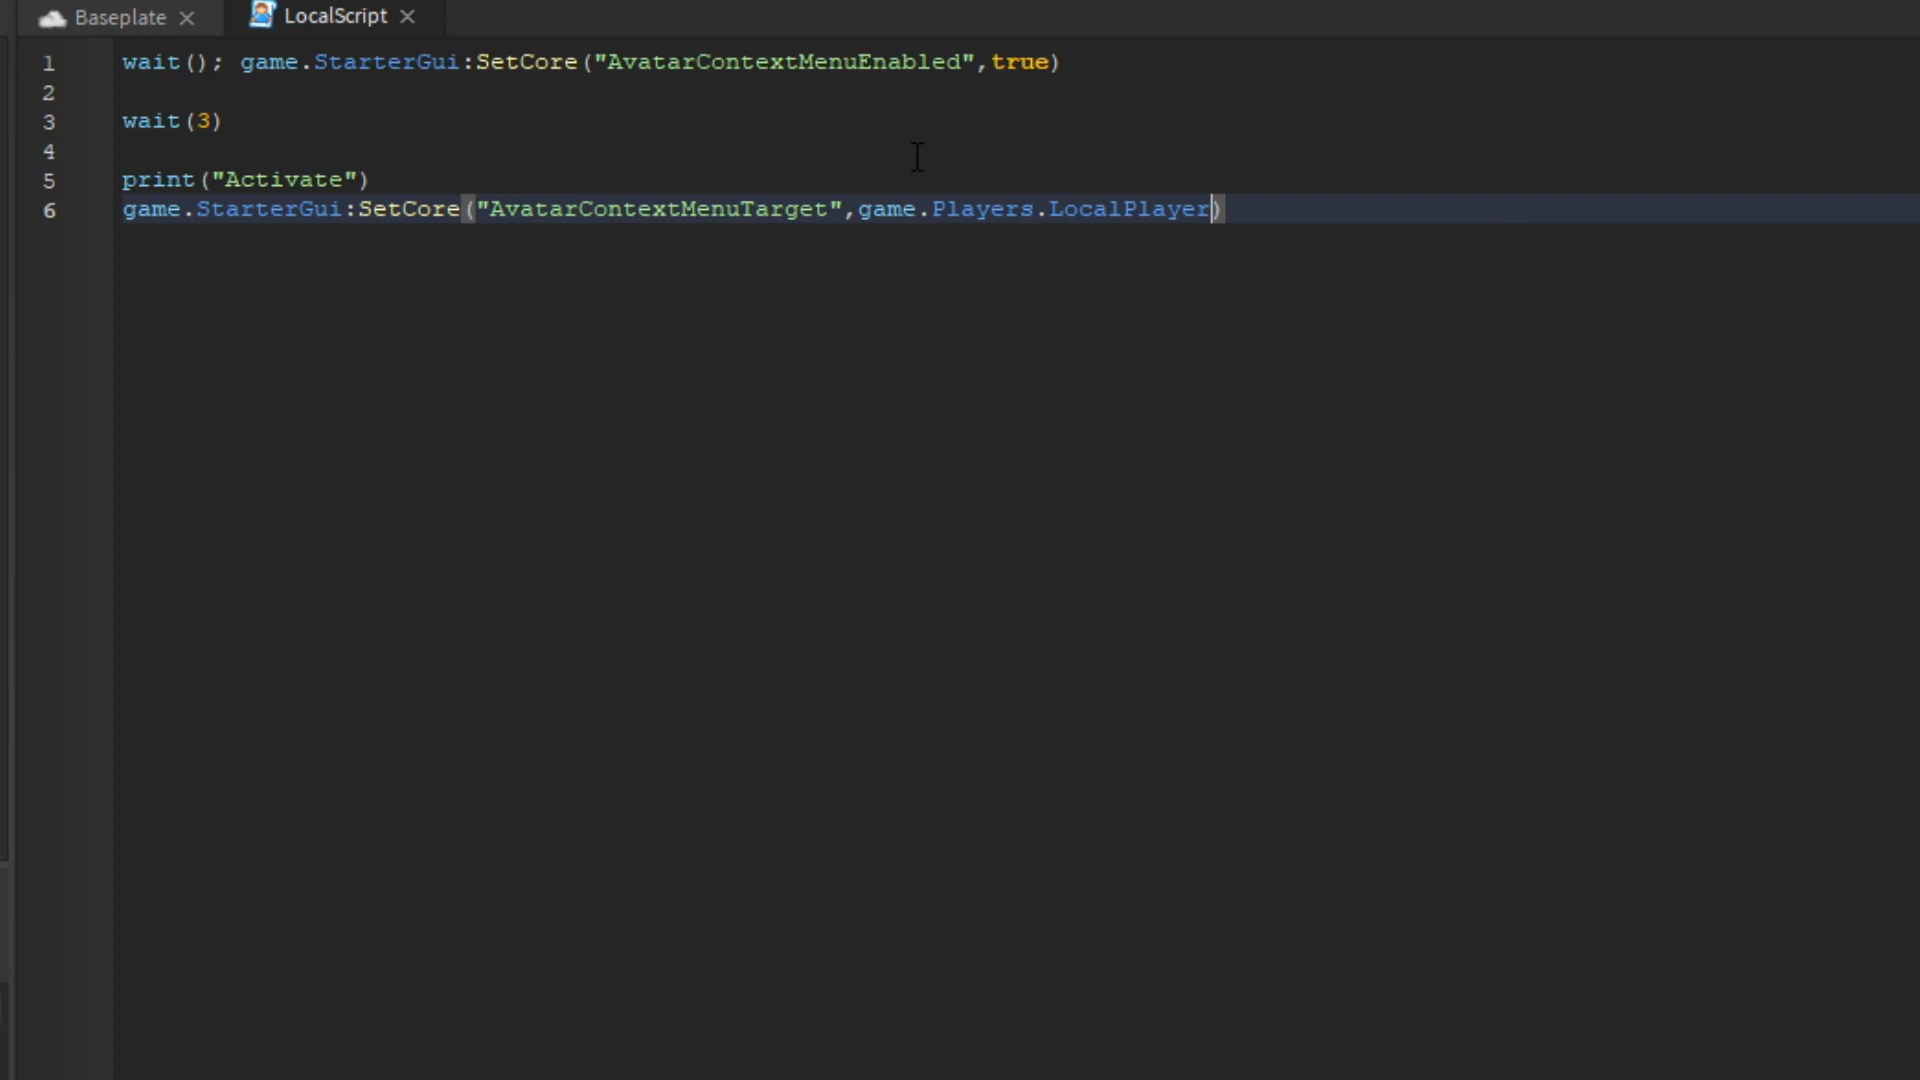 Baseplate LocalScript
1 wait(); game.StarterGui:SetCore("AvatarContextMenuEnabled",true)
2
3 wait(3)
4
5 print("Activate")
6 game.StarterGui:SetCore("AvatarContextMenuTarget",game.Players.LocalPlayer)